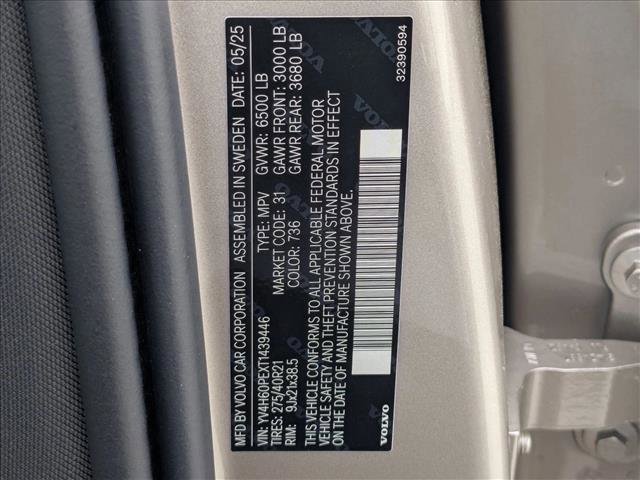 MFD BY VOLVO CAR CORPORATION ASSEMBLED IN SWEDEN DATE: 05/25
VIN: YV4H60PEXT1439446 TYPE: MPV GVWR: 6500 LB
TIRES: 275/40R21 MARKET CODE: 31 GAWR FRONT: 3000 LB
RIM: 9Jx21x38.5 COLOR: 736 GAWR REAR: 3680 LB
THIS VEHICLE CONFORMS TO ALL APPLICABLE FEDERAL MOTOR
VEHICLE SAFETY AND THEFT PREVENTION STANDARDS IN EFFECT
ON THE DATE OF MANUFACTURE SHOWN ABOVE.
VOLVO
32390594